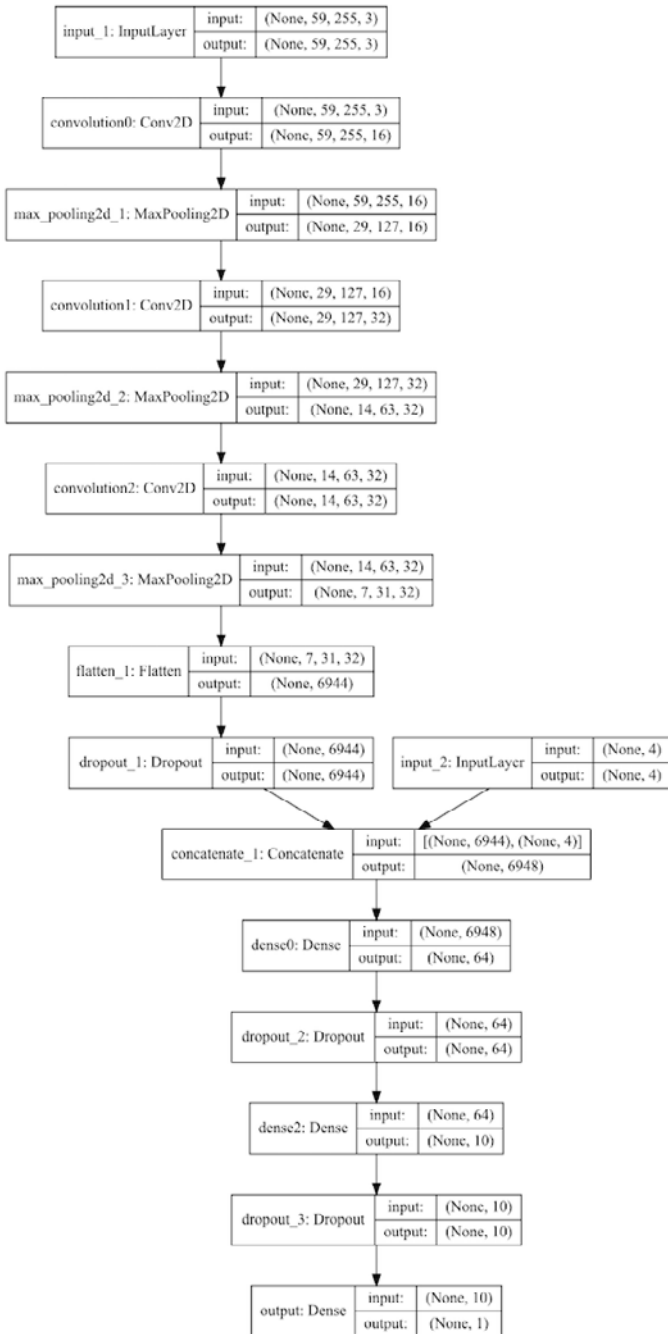 input_1: InputLayer input: (None, 59, 255, 3)
output: (None, 59, 255, 3)
convolution0: Conv2D input: (None, 59, 255, 3)
output: (None, 59, 255, 16)
max_pooling2d_1: MaxPooling2D input: (None, 59, 255, 16)
output: (None, 29, 127, 16)
convolution1: Conv2D input: (None, 29, 127, 16)
output: (None, 29, 127, 32)
max_pooling2d_2: MaxPooling2D input: (None, 29, 127, 32)
output: (None, 14, 63, 32)
convolution2: Conv2D input: (None, 14, 63, 32)
output: (None, 14, 63, 32)
max_pooling2d_3: MaxPooling2D input: (None, 14, 63, 32)
output: (None, 7, 31, 32)
flatten_1: Flatten input: (None, 7, 31, 32)
output: (None, 6944)
dropout_1: Dropout input: (None, 6944)
output: (None, 6944)
input_2: InputLayer input: (None, 4)
output: (None, 4)
concatenate_1: Concatenate input: [(None, 6944), (None, 4)]
output: (None, 6948)
dense0: Dense input: (None, 6948)
output: (None, 64)
dropout_2: Dropout input: (None, 64)
output: (None, 64)
dense2: Dense input: (None, 64)
output: (None, 10)
dropout_3: Dropout input: (None, 10)
output: (None, 10)
output: Dense input: (None, 10)
output: (None, 1)